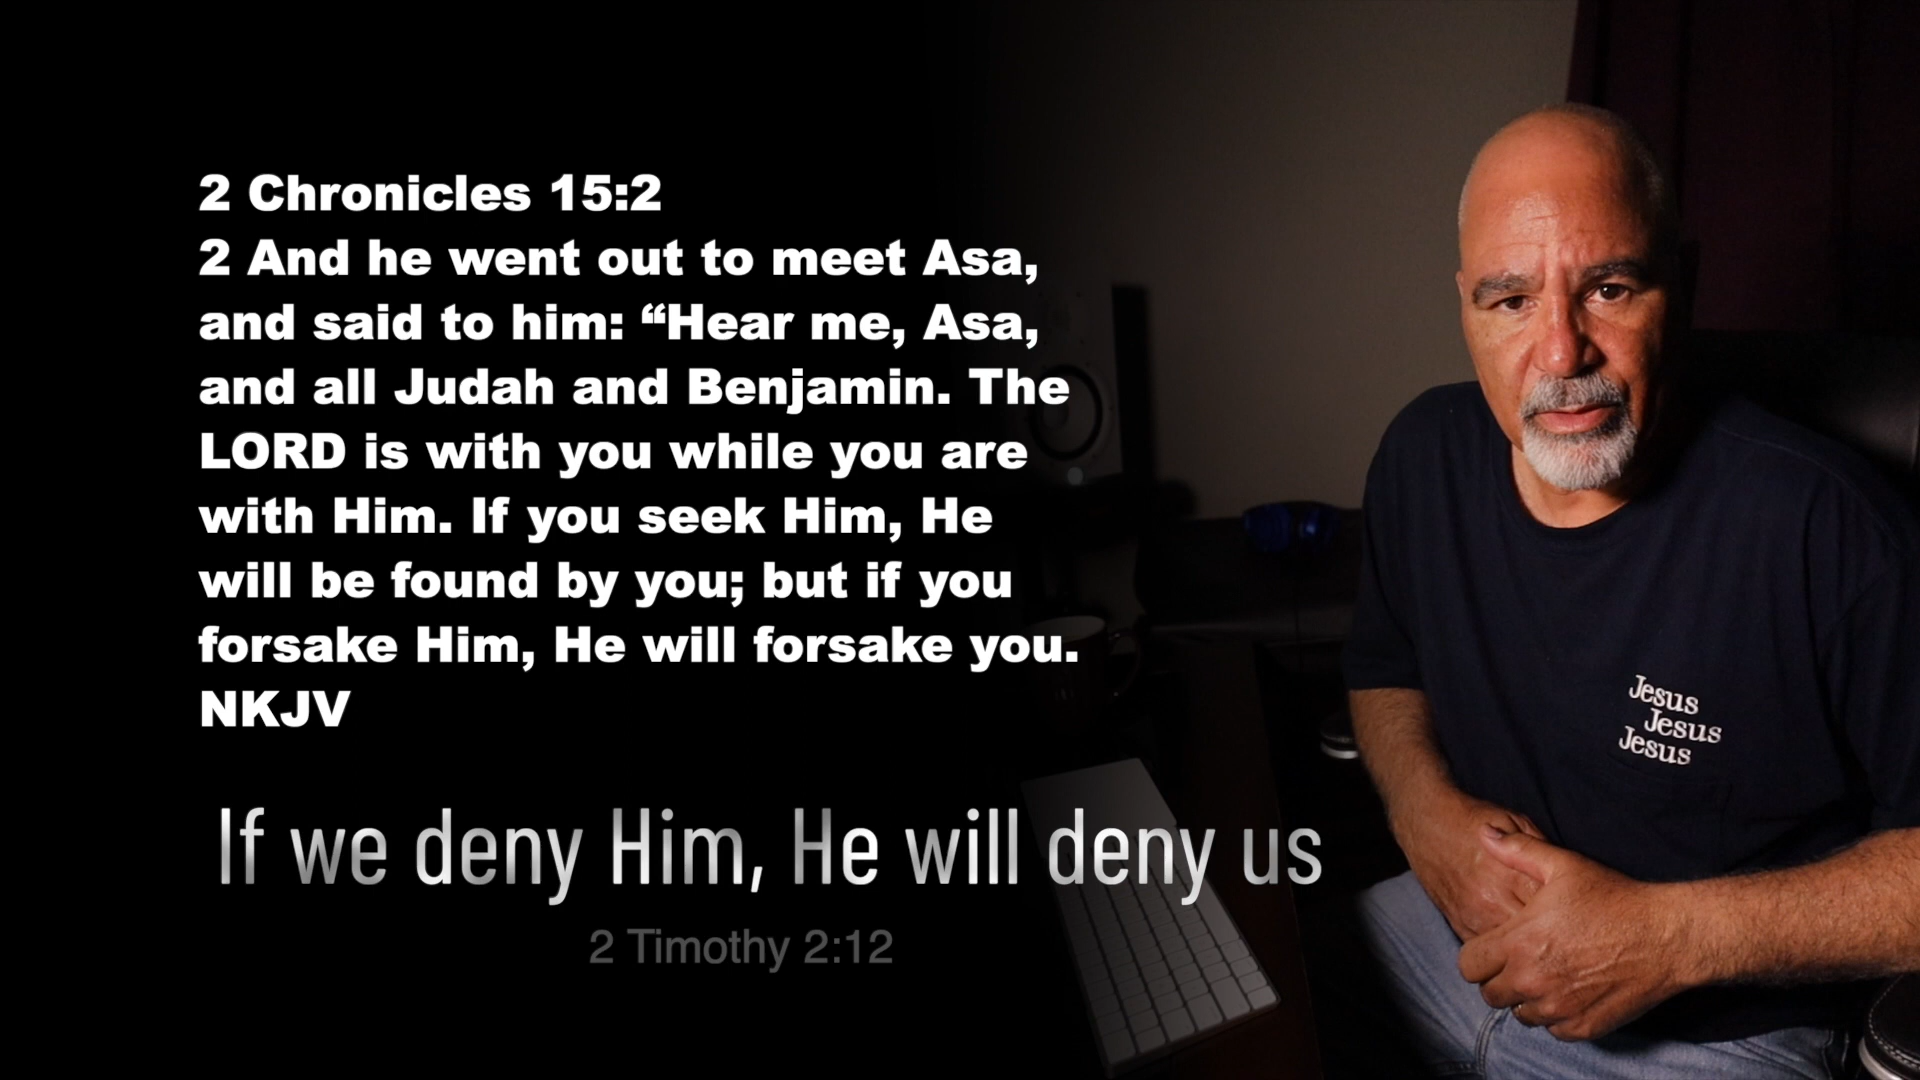 2 Chronicles 15:2
2 And he went out to meet Asa,
and said to him: “Hear me, Asa,
and all Judah and Benjamin. The
LORD is with you while you are
with Him. If you seek Him, He
will be found by you; but if you
forsake Him, He will forsake you.
NKJV
If we deny Him, He will deny us
2 Timothy 2:12
Jesus
Jesus
Jesus